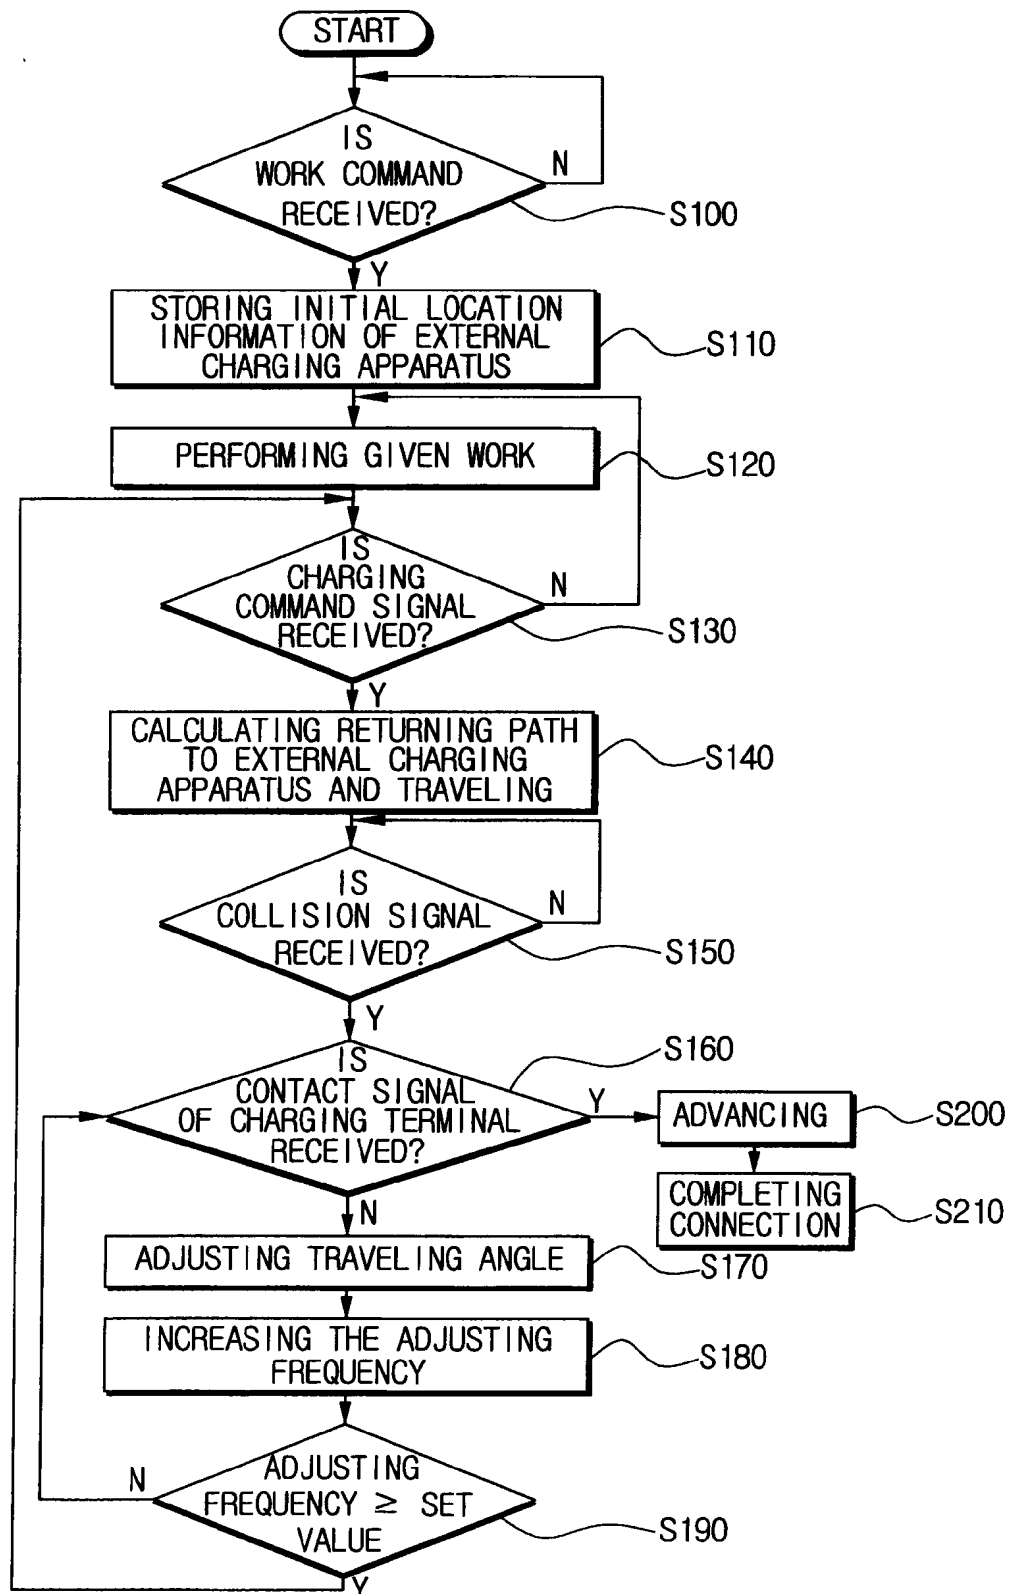 START
IS
WORK COMMAND
RECEIVED?
N
S100
Y
STORING INITIAL LOCATION
INFORMATION OF EXTERNAL
CHARGING APPARATUS
S110
PERFORMING GIVEN WORK
S120
IS
CHARGING
COMMAND SIGNAL
RECEIVED?
N
S130
Y
CALCULATING RETURNING PATH
TO EXTERNAL CHARGING
APPARATUS AND TRAVELING
S140
IS
COLLISION SIGNAL
RECEIVED?
N
S150
Y
IS
CONTACT SIGNAL
OF CHARGING TERMINAL
RECEIVED?
S160
Y
ADVANCING
S200
COMPLETING
CONNECTION
S210
N
ADJUSTING TRAVELING ANGLE
S170
INCREASING THE ADJUSTING
FREQUENCY
S180
ADJUSTING
FREQUENCY ≥ SET
VALUE
N
S190
Y